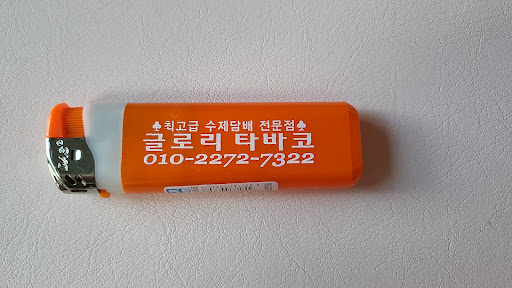 ♣최고급 수제담배 전문점♣
글로리 타바코
010-2272-7322